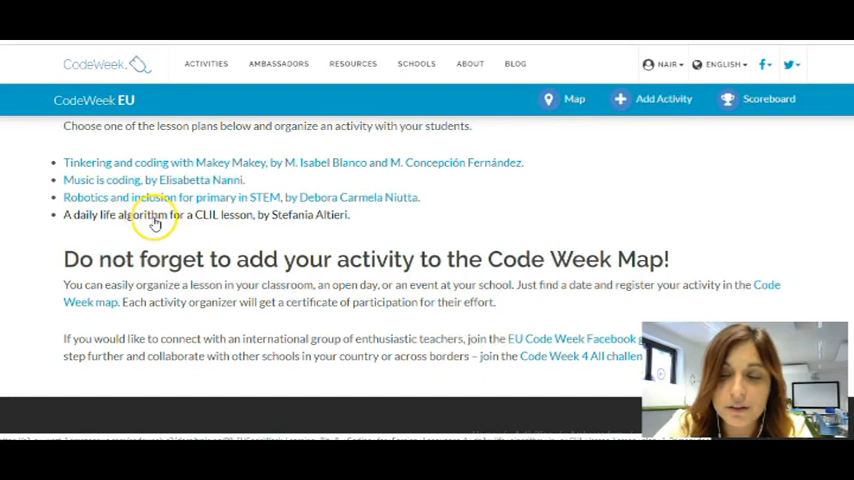 CodeWeek. ACTIVITIES AMBASSADORS RESOURCES SCHOOLS ABOUT BLOG NAIR ENGLISH
CodeWeek EU Map Add Activity Scoreboard
Choose one of the lesson plans below and organize an activity with your students.
Tinkering and coding with Makey Makey, by M. Isabel Blanco and M. Concepción Fernández.
Music is coding, by Elisabetta Nanni.
Robotics and inclusion for primary in STEM, by Debora Carmela Niutta.
A daily life algorithm for a CLIL lesson, by Stefania Altieri.
Do not forget to add your activity to the Code Week Map!
You can easily organize a lesson in your classroom, an open day, or an event at your school. Just find a date and register your activity in the Code
Week map. Each activity organizer will get a certificate of participation for their effort.
If you would like to connect with an international group of enthusiastic teachers, join the EU Code Week Facebook
step further and collaborate with other schools in your country or across borders – join the Code Week 4 All challen